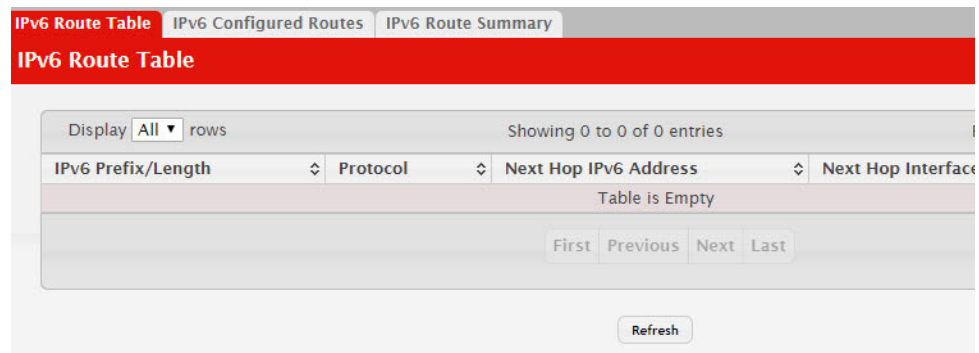 IPv6 Route Table IPv6 Configured Routes IPv6 Route Summary
IPv6 Route Table
Display All rows Showing 0 to 0 of 0 entries
IPv6 Prefix/Length Protocol Next Hop IPv6 Address Next Hop Interface
Table is Empty
First Previous Next Last
Refresh